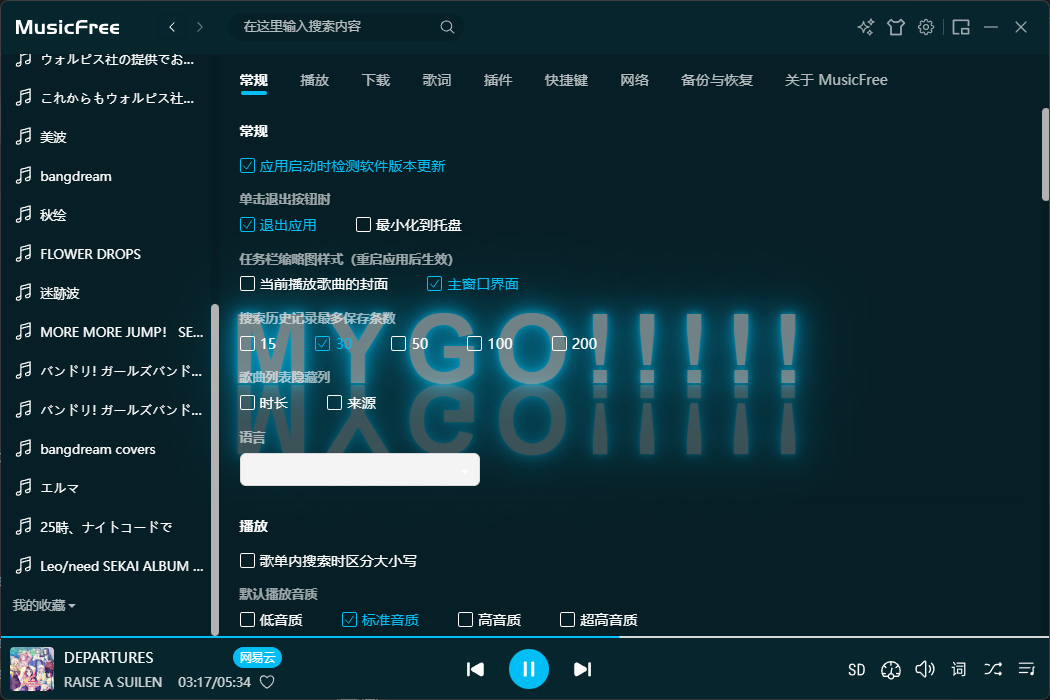 MusicFree
在这里输入搜索内容
ウォルピス社の提供でお...
これからもウォルピス社...
美波
bangdream
秋绘
FLOWER DROPS
迷跡波
MORE MORE JUMP! SE...
バンドリ! ガールズバンド...
バンドリ! ガールズバンド...
bangdream covers
エルマ
25時、ナイトコードで
Leo/need SEKAI ALBUM ...
我的收藏
常规 播放 下载 歌词 插件 快捷键 网络 备份与恢复 关于 MusicFree
常规
应用启动时检测软件版本更新
单击退出按钮时
退出应用 最小化到托盘
任务栏缩略图样式（重启应用后生效）
当前播放歌曲的封面 主窗口界面
搜索历史记录最多保存条数
15 30 50 100 200
MYGO!!!!!
歌曲列表隐藏列
时长 来源
语言
播放
歌单内搜索时区分大小写
默认播放音质
低音质 标准音质 高音质 超高音质
DEPARTURES 网易云
RAISE A SUILEN 03:17/05:34
SD 词